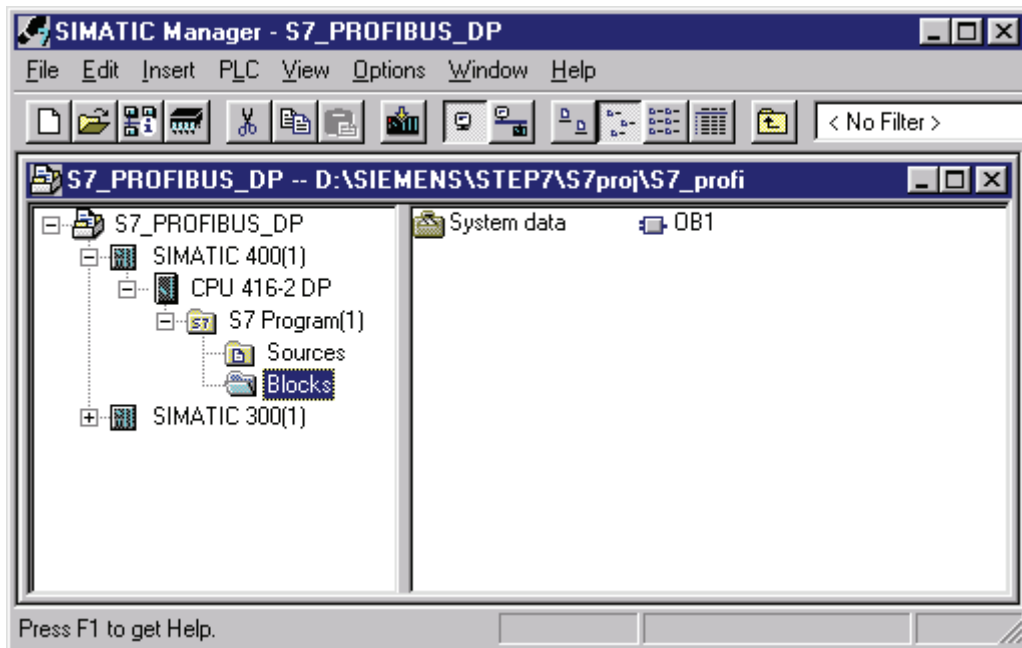 SIMATIC Manager - S7_PROFIBUS_DP
File Edit Insert PLC View Options Window Help
< No Filter >
S7_PROFIBUS_DP -- D:\SIEMENS\STEP7\S7proj\S7_profi
S7_PROFIBUS_DP
SIMATIC 400(1)
CPU 416-2 DP
S7 Program(1)
Sources
Blocks
SIMATIC 300(1)
System data OB1
Press F1 to get Help.